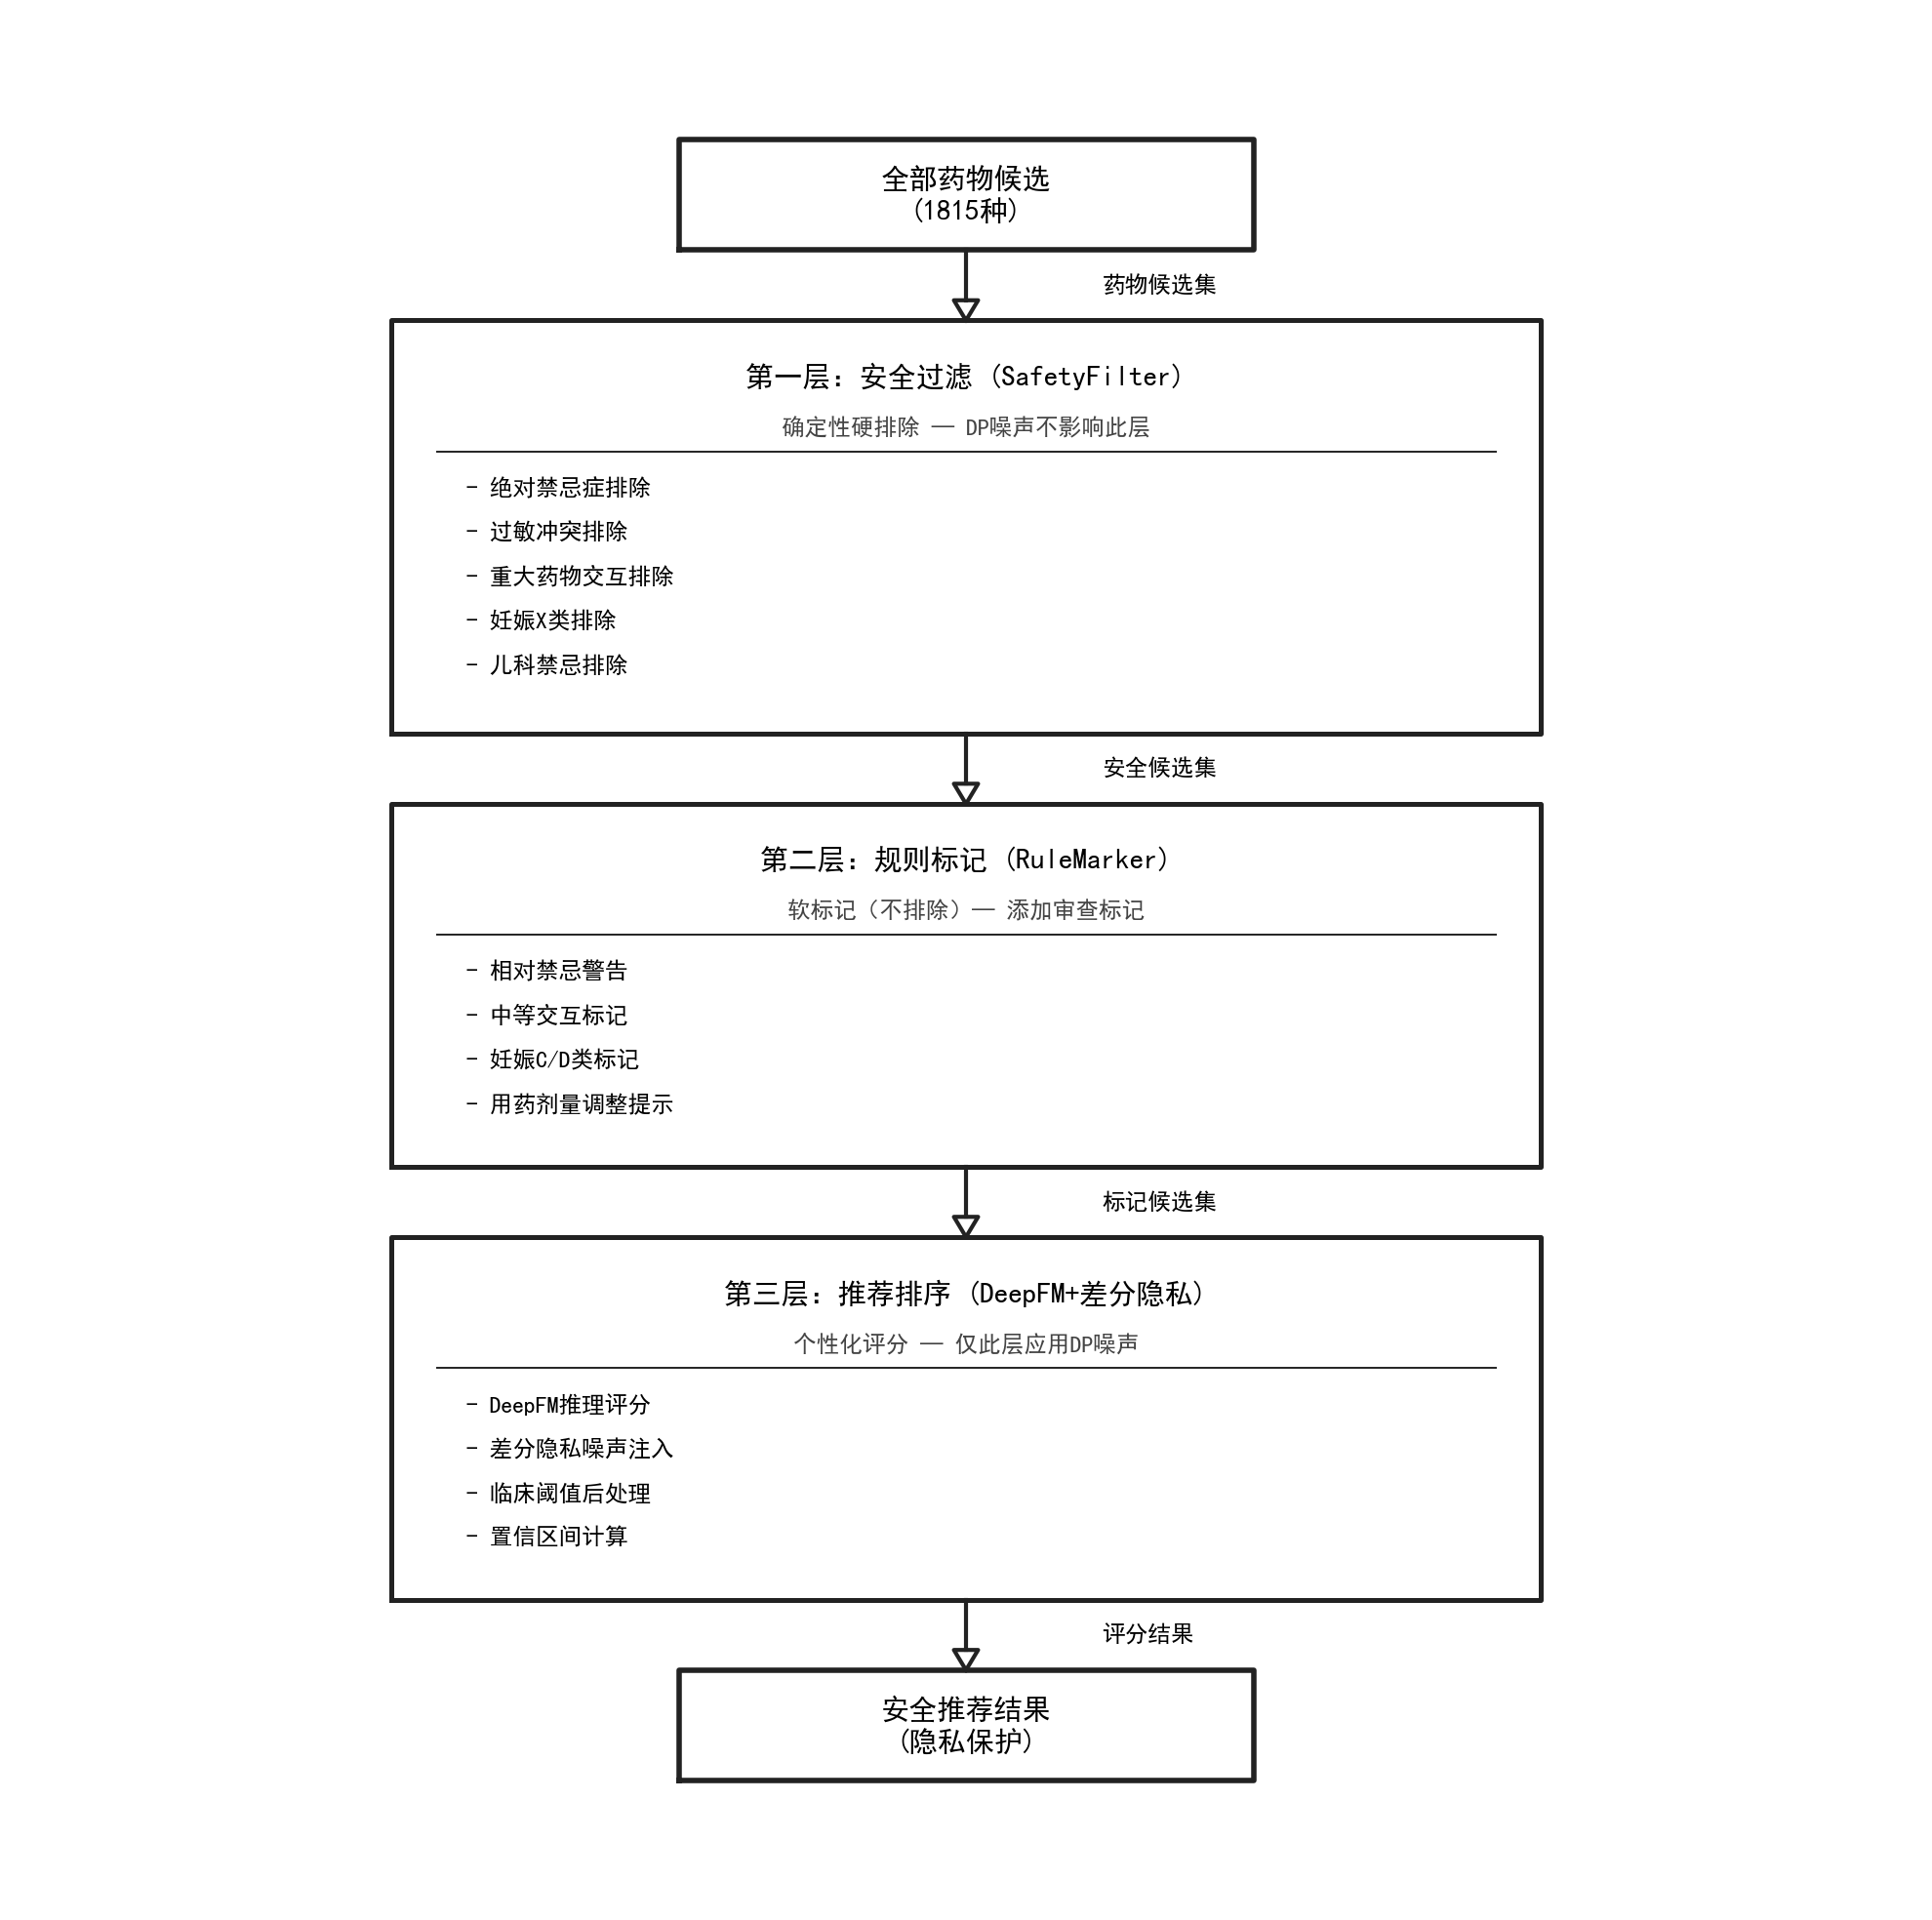 全部药物候选
(1815种)
药物候选集
第一层: 安全过滤 (SafetyFilter)
确定性硬排除 — DP噪声不影响此层
- 绝对禁忌症排除
- 过敏冲突排除
- 重大药物交互排除
- 妊娠X类排除
- 儿科禁忌排除
安全候选集
第二层: 规则标记 (RuleMarker)
软标记（不排除）— 添加审查标记
- 相对禁忌警告
- 中等交互标记
- 妊娠C/D类标记
- 用药剂量调整提示
标记候选集
第三层: 推荐排序 (DeepFM+差分隐私)
个性化评分 — 仅此层应用DP噪声
- DeepFM推理评分
- 差分隐私噪声注入
- 临床阈值后处理
- 置信区间计算
评分结果
安全推荐结果
(隐私保护)